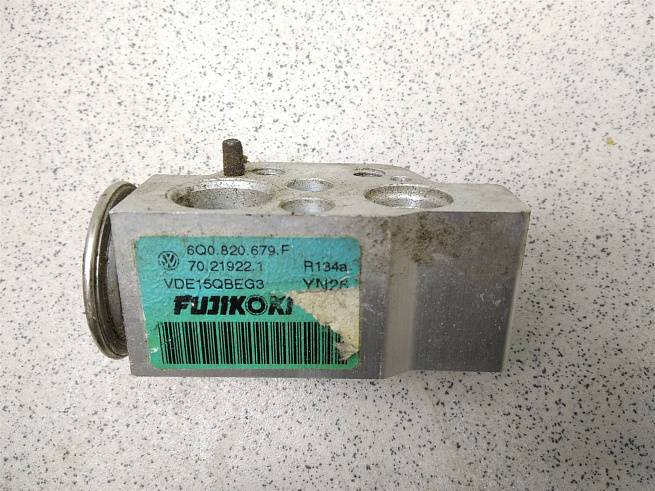 6Q0.820.679.F
70.21922.1 R134a
VDE15QBEG3
FUJIKOKI